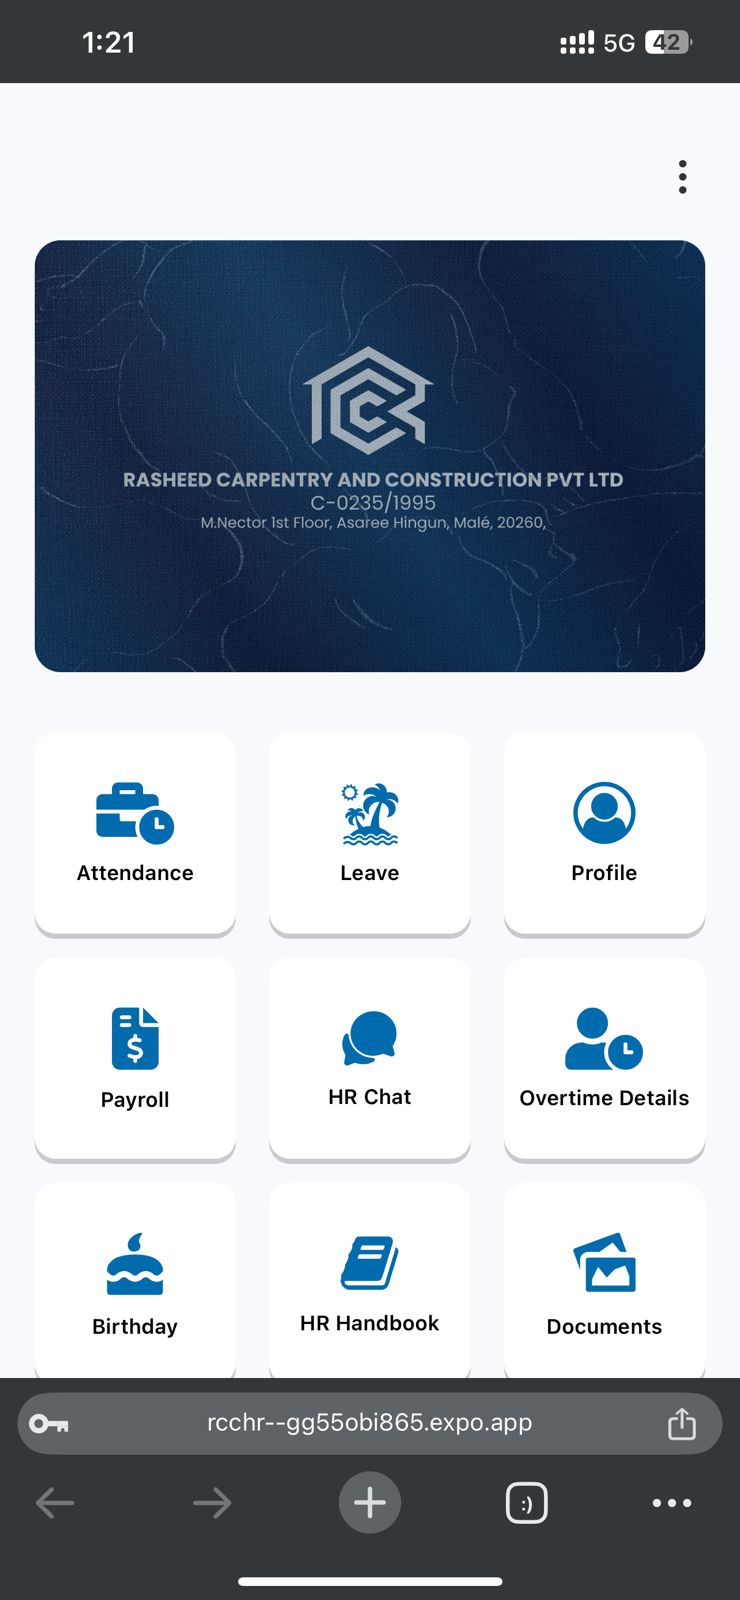 1:21
5G 42
RASHEED CARPENTRY AND CONSTRUCTION PVT LTD
C-0235/1995
M.Nector 1st Floor, Asaree Hingun, Malé, 20260,
Attendance
Leave
Profile
Payroll
HR Chat
Overtime Details
Birthday
HR Handbook
Documents
rcchr--gg55obi865.expo.app
:)